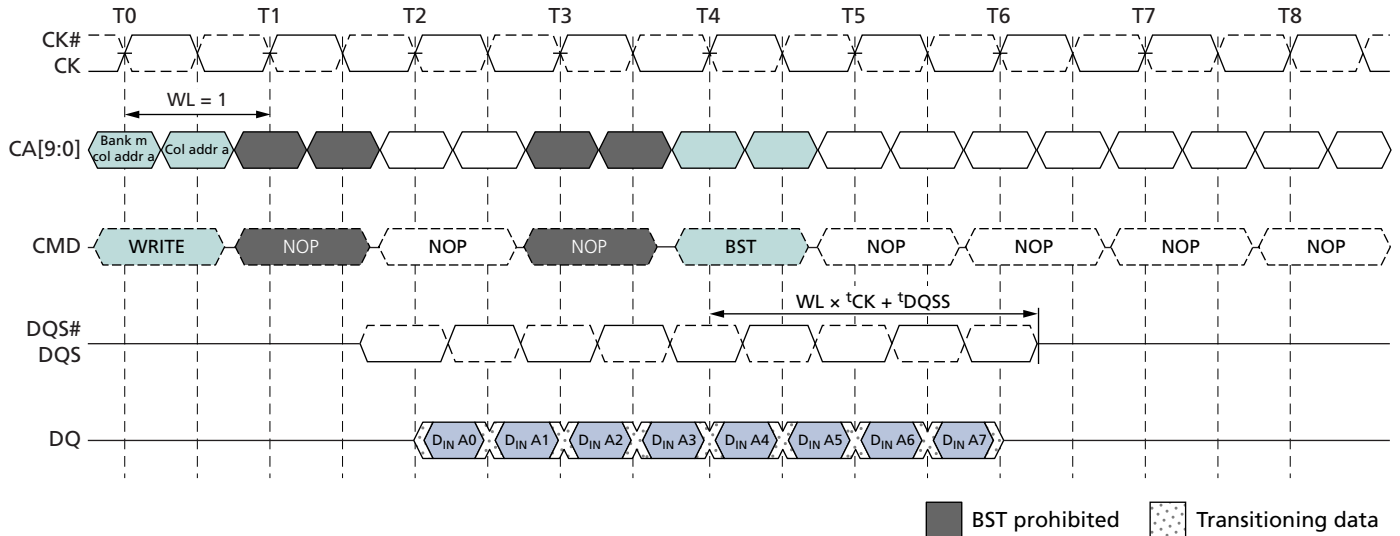 T0 T1 T2 T3 T4 T5 T6 T7 T8
CK#
CK
WL = 1
CA[9:0]
Bank m
col addr a
Col addr a
CMD
WRITE NOP NOP NOP BST NOP NOP NOP NOP
WL × tCK + tDQSS
DQS#
DQS
DQ
DIN A0 DIN A1 DIN A2 DIN A3 DIN A4 DIN A5 DIN A6 DIN A7
BST prohibited Transitioning data